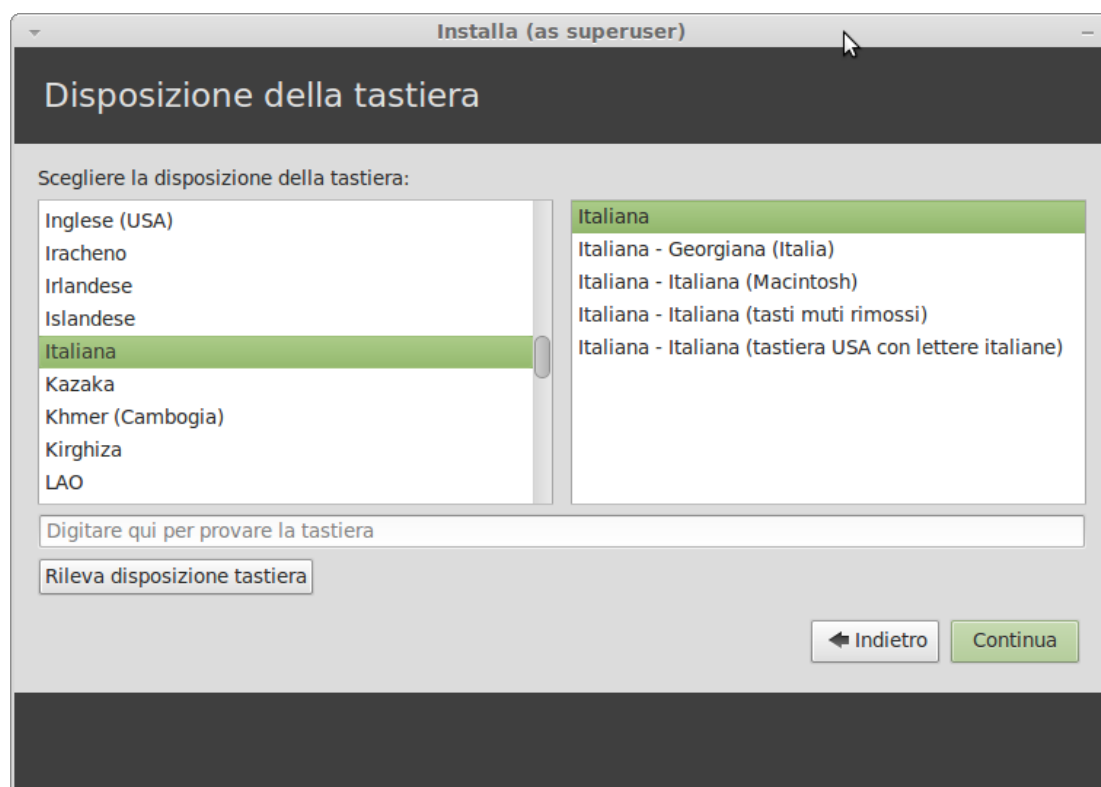 Installa (as superuser)
Disposizione della tastiera
Scegliere la disposizione della tastiera:
Inglese (USA)
Iracheno
Irlandese
Islandese
Italiana
Kazaka
Khmer (Cambogia)
Kirghiza
LAO
Italiana
Italiana - Georgiana (Italia)
Italiana - Italiana (Macintosh)
Italiana - Italiana (tasti muti rimossi)
Italiana - Italiana (tastiera USA con lettere italiane)
Digitare qui per provare la tastiera
Rileva disposizione tastiera
Indietro
Continua